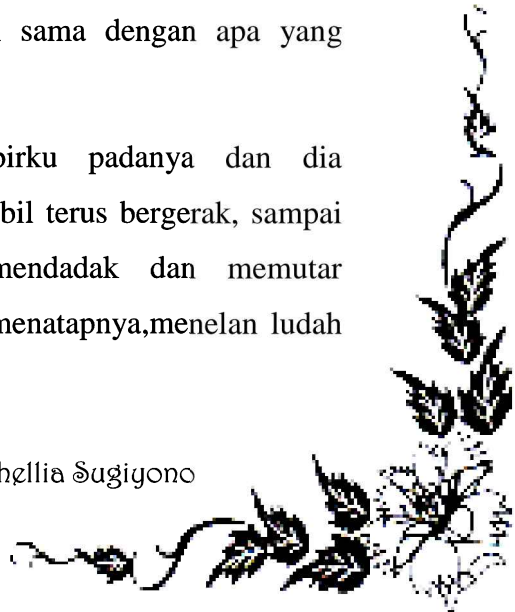 sama dengan apa yang
birku padanya dan dia
bil terus bergerak, sampai
mendadak dan memutar
menatapnya,menelan ludah
hellia Sugiyono